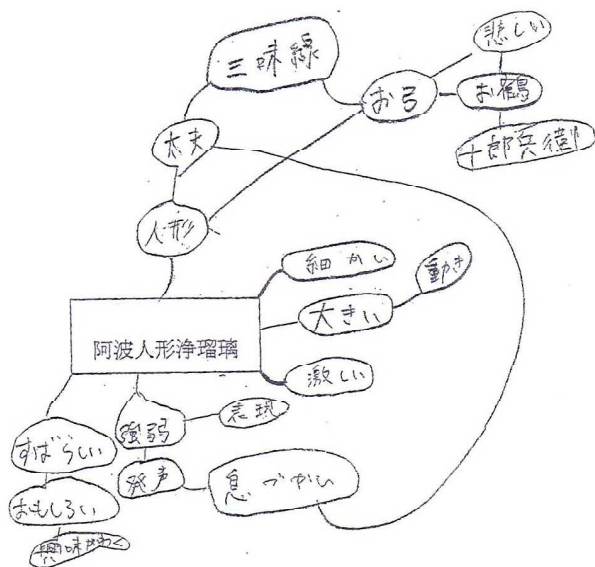 三味線
悲しい
お弓
お鶴
太夫
十郎兵衛
人形
細かい
動き
大きい
阿波人形浄瑠璃
激しい
表現
強弱
すばらしい
発声
息づかい
おもしろい
興味がわく